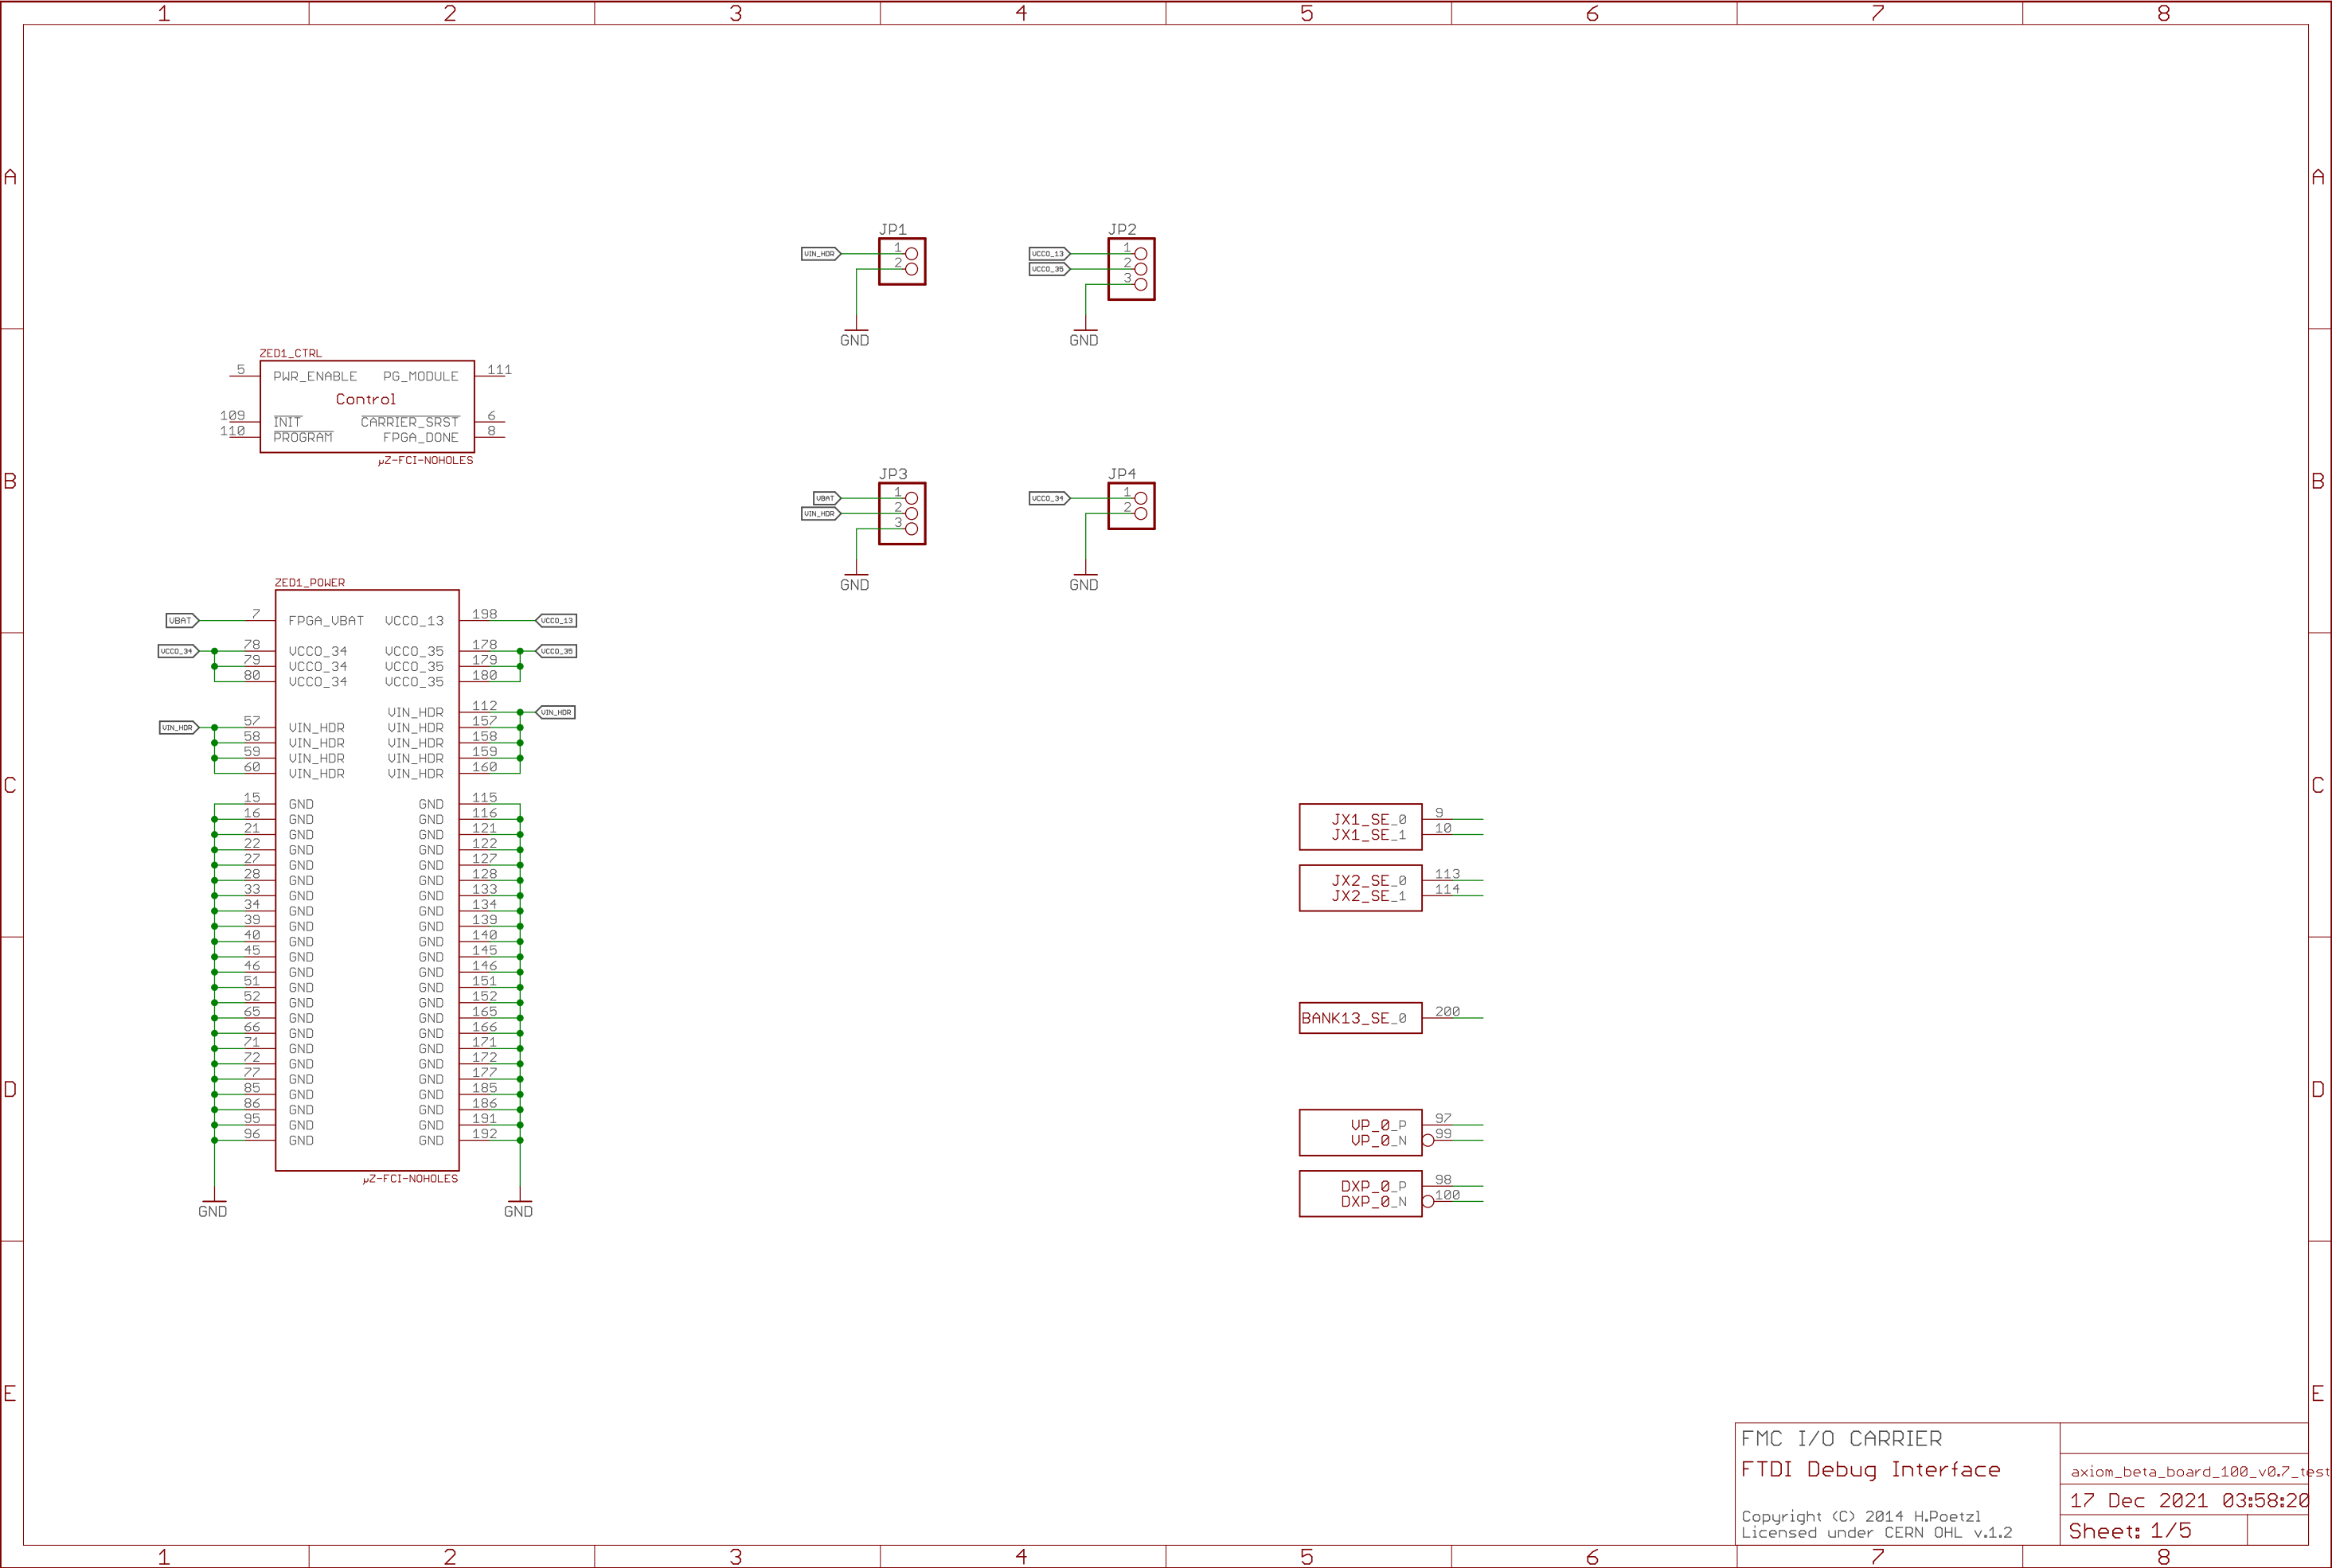 1 2 3 4 5 6 7 8
A A
JP1
VIN_HDR 1
2
GND
JP2
VCCO_13 1
VCCO_35 2
3
GND
ZED1_CTRL
5 PWR_ENABLE PG_MODULE 111
Control
109 INIT CARRIER_SRST 6
110 PROGRAM FPGA_DONE 8
µZ-FCI-NOHOLES
B B
JP3
VBAT 1
VIN_HDR 2
3
GND
JP4
VCCO_34 1
2
GND
ZED1_POWER
VBAT 7 FPGA_VBAT VCCO_13 198 VCCO_13
VCCO_34 78 VCCO_34 VCCO_35 178 VCCO_35
79 VCCO_34 VCCO_35 179
80 VCCO_34 VCCO_35 180
VIN_HDR 112 VIN_HDR
VIN_HDR 57 VIN_HDR VIN_HDR 157
58 VIN_HDR VIN_HDR 158
59 VIN_HDR VIN_HDR 159
60 VIN_HDR VIN_HDR 160
15 GND GND 115
16 GND GND 116
21 GND GND 121
22 GND GND 122
27 GND GND 127
28 GND GND 128
33 GND GND 133
34 GND GND 134
39 GND GND 139
40 GND GND 140
45 GND GND 145
46 GND GND 146
51 GND GND 151
52 GND GND 152
65 GND GND 165
66 GND GND 166
71 GND GND 171
72 GND GND 172
77 GND GND 177
85 GND GND 185
86 GND GND 186
95 GND GND 191
96 GND GND 192
µZ-FCI-NOHOLES
GND GND
C C
JX1_SE_0 9
JX1_SE_1 10
JX2_SE_0 113
JX2_SE_1 114
BANK13_SE_0 200
D D
VP_0_P 97
VP_0_N 99
DXP_0_P 98
DXP_0_N 100
E E
FMC I/O CARRIER
FTDI Debug Interface
Copyright (C) 2014 H.Poetzl
Licensed under CERN OHL v.1.2
axiom_beta_board_100_v0.7_test
17 Dec 2021 03:58:20
Sheet: 1/5
1 2 3 4 5 6 7 8